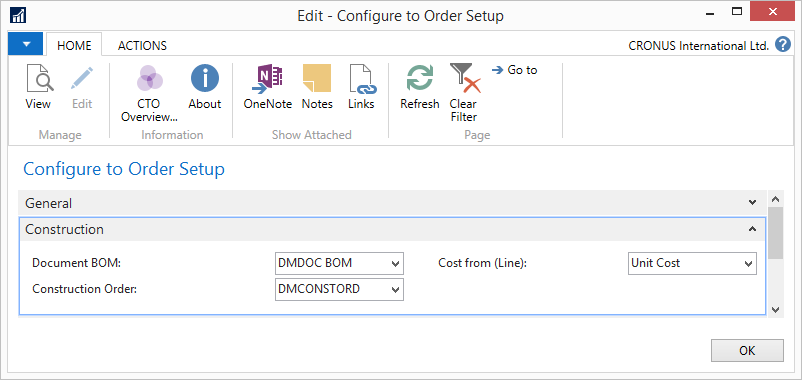 Edit - Configure to Order Setup
HOME ACTIONS CRONUS International Ltd. ?
View Edit CTO Overview... About OneNote Notes Links Refresh Clear Filter Go to
Manage Information Show Attached Page
Configure to Order Setup
General
Construction
Document BOM: DMDOC BOM Cost from (Line): Unit Cost
Construction Order: DMCONSTORD
OK